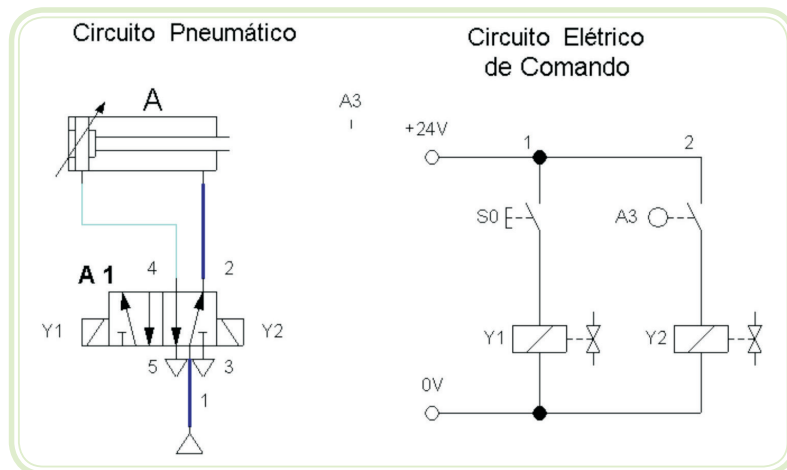 Circuito Pneumático
Circuito Elétrico
de Comando
A
A3
+24V
1
2
S0
A3
A 1
4
2
Y1
Y2
5
3
1
Y1
Y2
0V